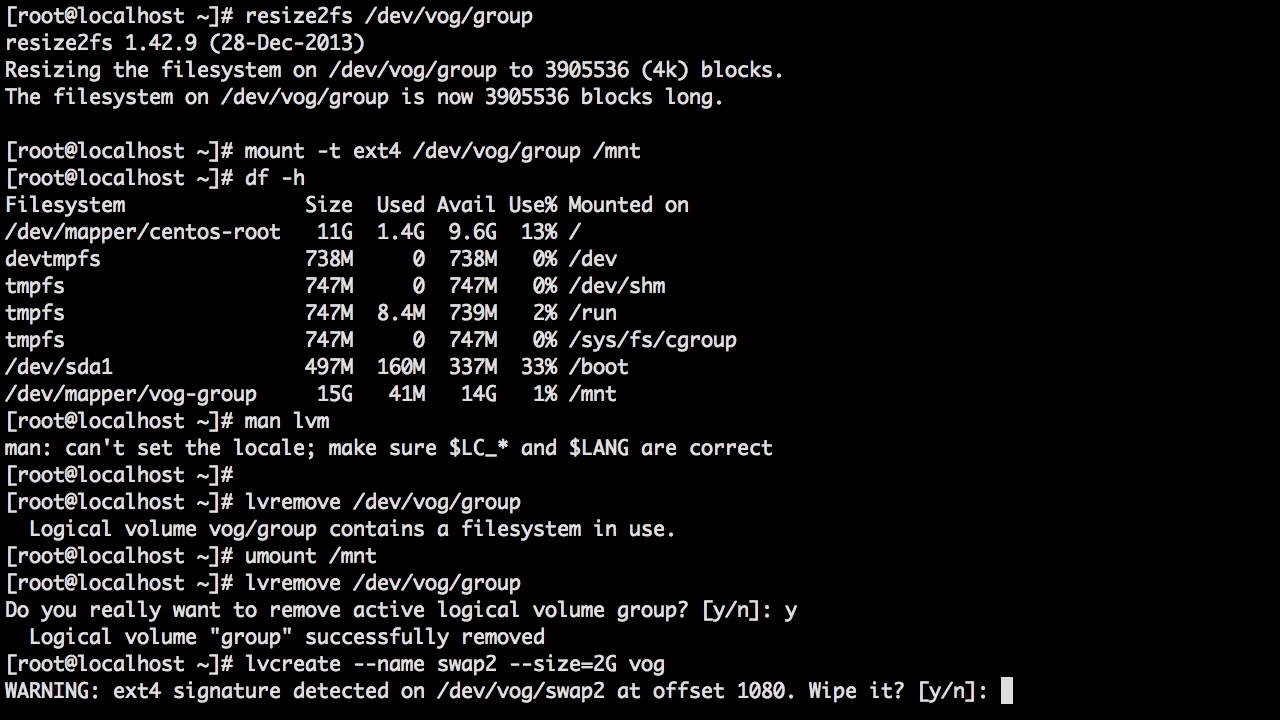 [root@localhost ~]# resize2fs /dev/vog/group
resize2fs 1.42.9 (28-Dec-2013)
Resizing the filesystem on /dev/vog/group to 3905536 (4k) blocks.
The filesystem on /dev/vog/group is now 3905536 blocks long.

[root@localhost ~]# mount -t ext4 /dev/vog/group /mnt
[root@localhost ~]# df -h
Filesystem               Size  Used Avail Use% Mounted on
/dev/mapper/centos-root   11G  1.4G  9.6G  13% /
devtmpfs                 738M     0  738M   0% /dev
tmpfs                    747M     0  747M   0% /dev/shm
tmpfs                    747M  8.4M  739M   2% /run
tmpfs                    747M     0  747M   0% /sys/fs/cgroup
/dev/sda1                497M  160M  337M  33% /boot
/dev/mapper/vog-group     15G   41M   14G   1% /mnt
[root@localhost ~]# man lvm
man: can't set the locale; make sure $LC_* and $LANG are correct
[root@localhost ~]#
[root@localhost ~]# lvremove /dev/vog/group
  Logical volume vog/group contains a filesystem in use.
[root@localhost ~]# umount /mnt
[root@localhost ~]# lvremove /dev/vog/group
Do you really want to remove active logical volume group? [y/n]: y
  Logical volume "group" successfully removed
[root@localhost ~]# lvcreate --name swap2 --size=2G vog
WARNING: ext4 signature detected on /dev/vog/swap2 at offset 1080. Wipe it? [y/n]: